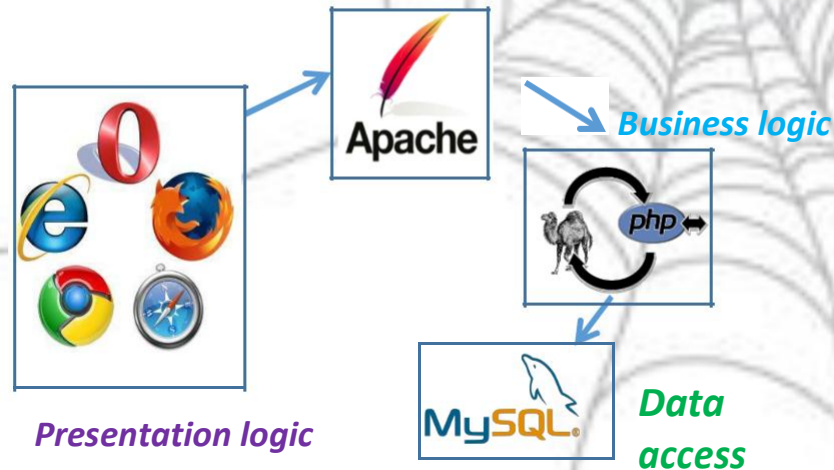 Apache
Business logic
php
MySQL®
Data
access
Presentation logic